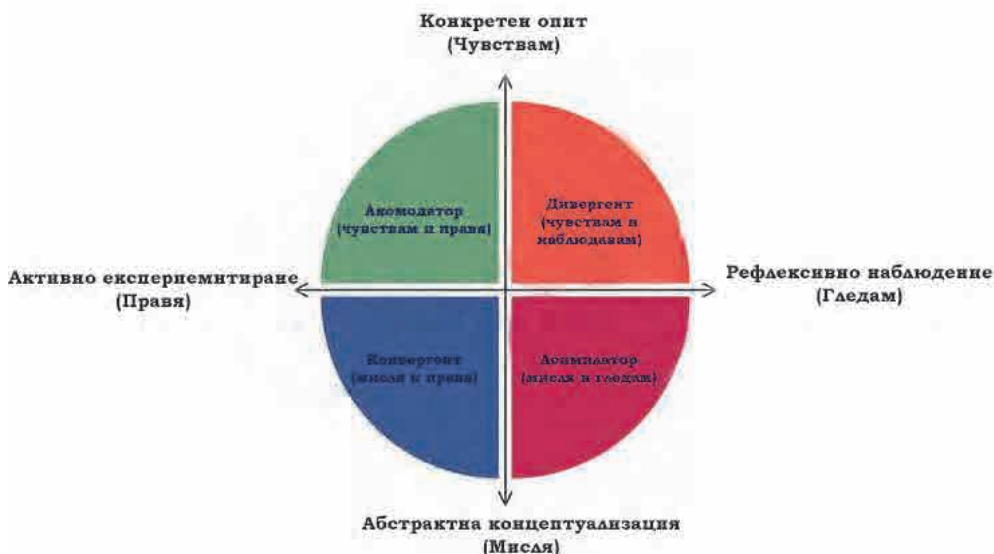 Конкретен опит
(Чувствам)
Акомодатор
(чувствам и правя)
Дивергент
(чувствам и
наблюдавам)
Активно експерпемнтиране
(Правя)
Рефлексивно наблюдение
(Гледам)
Конвергент
(мисля и правя)
Асимилатор
(мисля и гледам)
Абстрактна концептуализация
(Мисля)